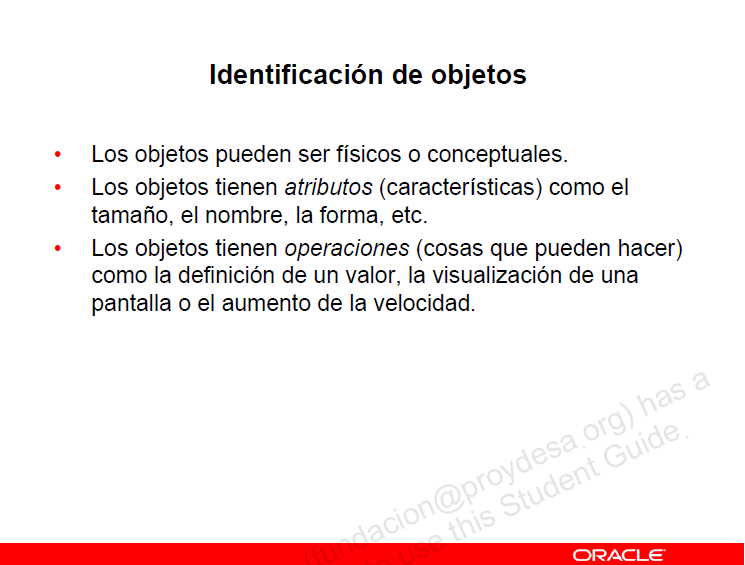 Identificación de objetos
• Los objetos pueden ser físicos o conceptuales.
• Los objetos tienen atributos (características) como el
tamaño, el nombre, la forma, etc.
• Los objetos tienen operaciones (cosas que pueden hacer)
como la definición de un valor, la visualización de una
pantalla o el aumento de la velocidad.
(fundacion@proydesa.org) has a
use this Student Guide.
ORACLE